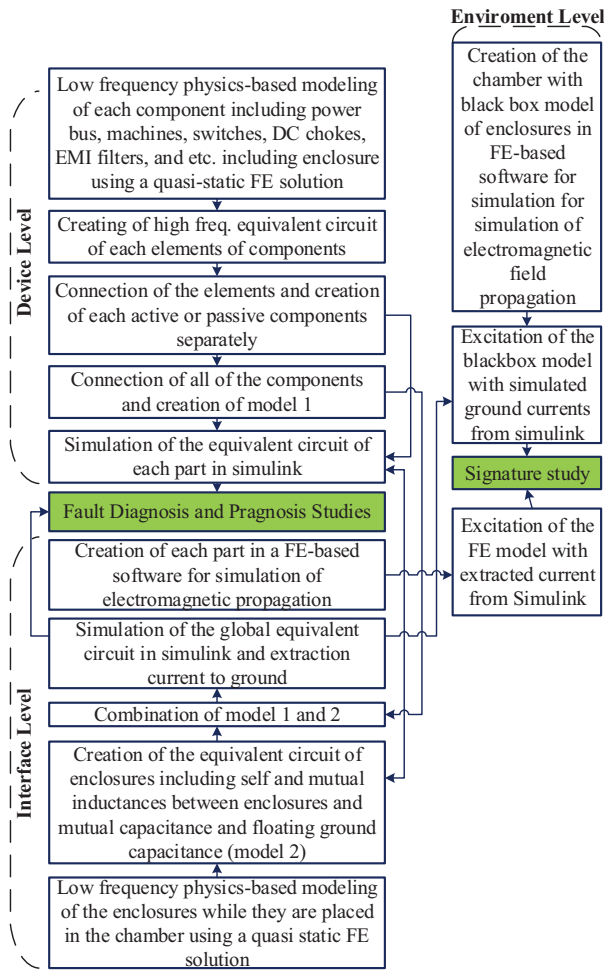 Enviroment Level
Creation of the
chamber with
black box model
of enclosures in
FE-based
software for
simulation for
simulation of
electromagnetic
field
propagation
Excitation of the
blackbox model
with simulated
ground currents
from simulink
Signature study
Excitation of the
FE model with
extracted current
from Simulink
Device Level
Low frequency physics-based modeling
of each component including power
bus, machines, switches, DC chokes,
EMI filters, and etc. including enclosure
using a quasi-static FE solution
Creating of high freq. equivalent circuit
of each elements of components
Connection of the elements and creation
of each active or passive components
separately
Connection of all of the components
and creation of model 1
Simulation of the equivalent circuit of
each part in simulink
Fault Diagnosis and Pragnosis Studies
Interface Level
Creation of each part in a FE-based
software for simulation of
electromagnetic propagation
Simulation of the global equivalent
circuit in simulink and extraction
current to ground
Combination of model 1 and 2
Creation of the equivalent circuit of
enclosures including self and mutual
inductances between enclosures and
mutual capacitance and floating ground
capacitance (model 2)
Low frequency physics-based modeling
of the enclosures while they are placed
in the chamber using a quasi static FE
solution